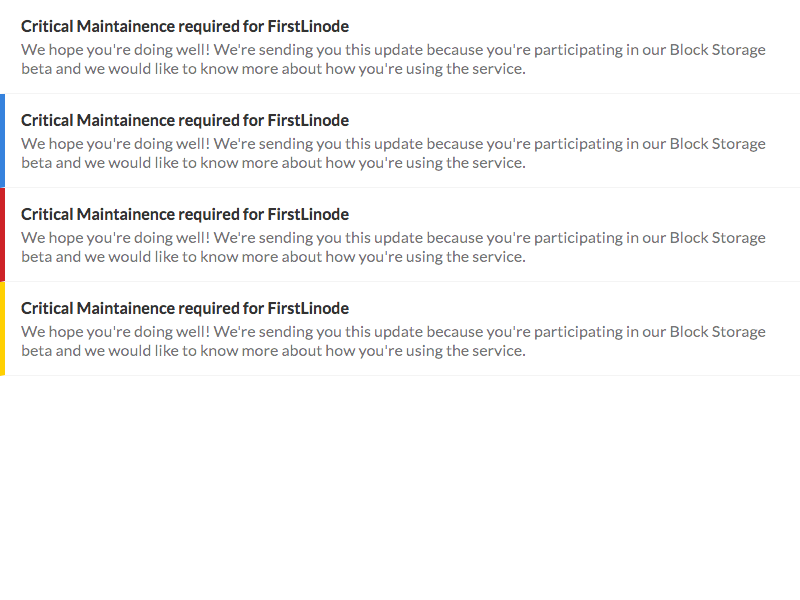 Critical Maintainence required for FirstLinode
We hope you're doing well! We're sending you this update because you're participating in our Block Storage
beta and we would like to know more about how you're using the service.
Critical Maintainence required for FirstLinode
We hope you're doing well! We're sending you this update because you're participating in our Block Storage
beta and we would like to know more about how you're using the service.
Critical Maintainence required for FirstLinode
We hope you're doing well! We're sending you this update because you're participating in our Block Storage
beta and we would like to know more about how you're using the service.
Critical Maintainence required for FirstLinode
We hope you're doing well! We're sending you this update because you're participating in our Block Storage
beta and we would like to know more about how you're using the service.